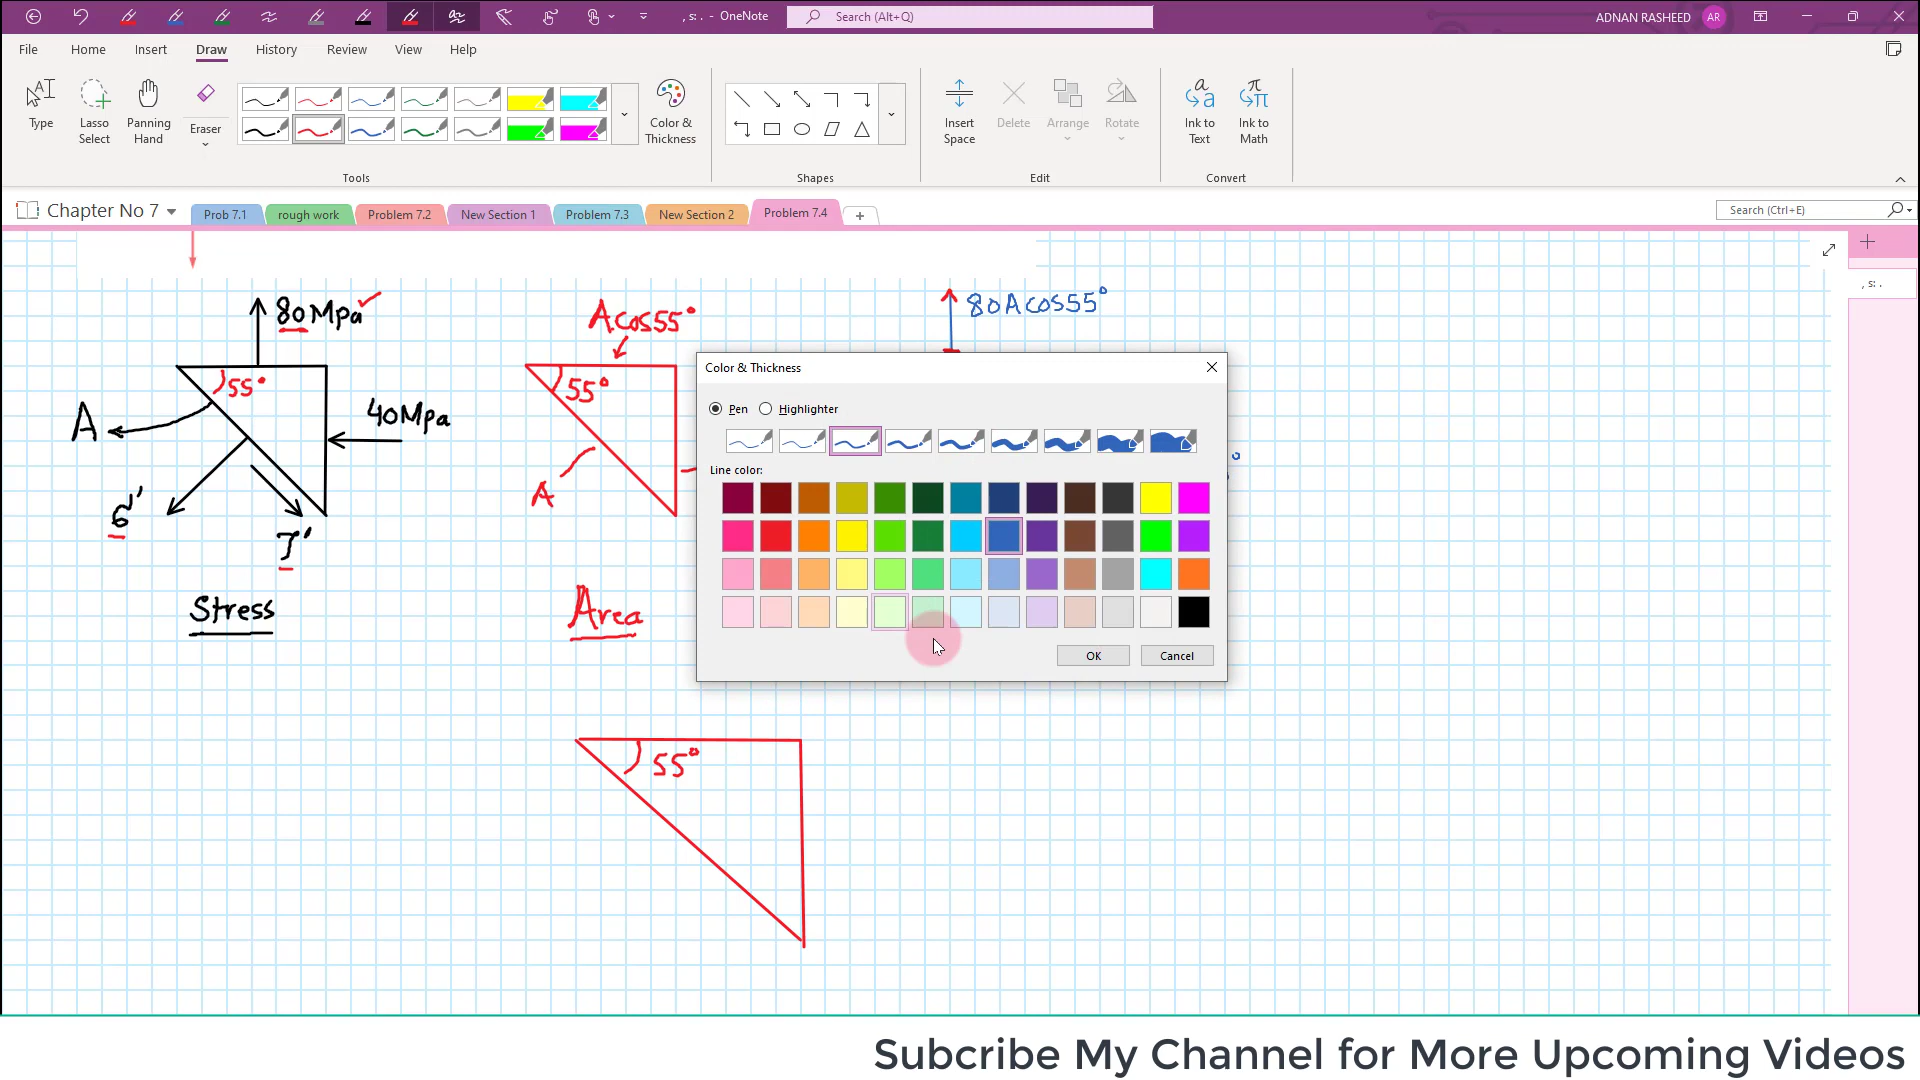 , s: . - OneNote
Search (Alt+Q)
ADNAN RASHEED
AR
File Home Insert Draw History Review View Help
Type
Lasso Select
Panning Hand
Eraser
Color & Thickness
Insert Space
Delete
Arrange
Rotate
Ink to Text
Ink to Math
Tools
Shapes
Edit
Convert
Chapter No 7
Prob 7.1
rough work
Problem 7.2
New Section 1
Problem 7.3
New Section 2
Problem 7.4
Search (Ctrl+E)
, s: .
80Mpa
55°
A
40Mpa
σ'
τ'
Stress
Acos55°
55°
A
Area
80Acos55°
Color & Thickness
Pen
Highlighter
Line color:
OK
Cancel
55°
Subcribe My Channel for More Upcoming Videos